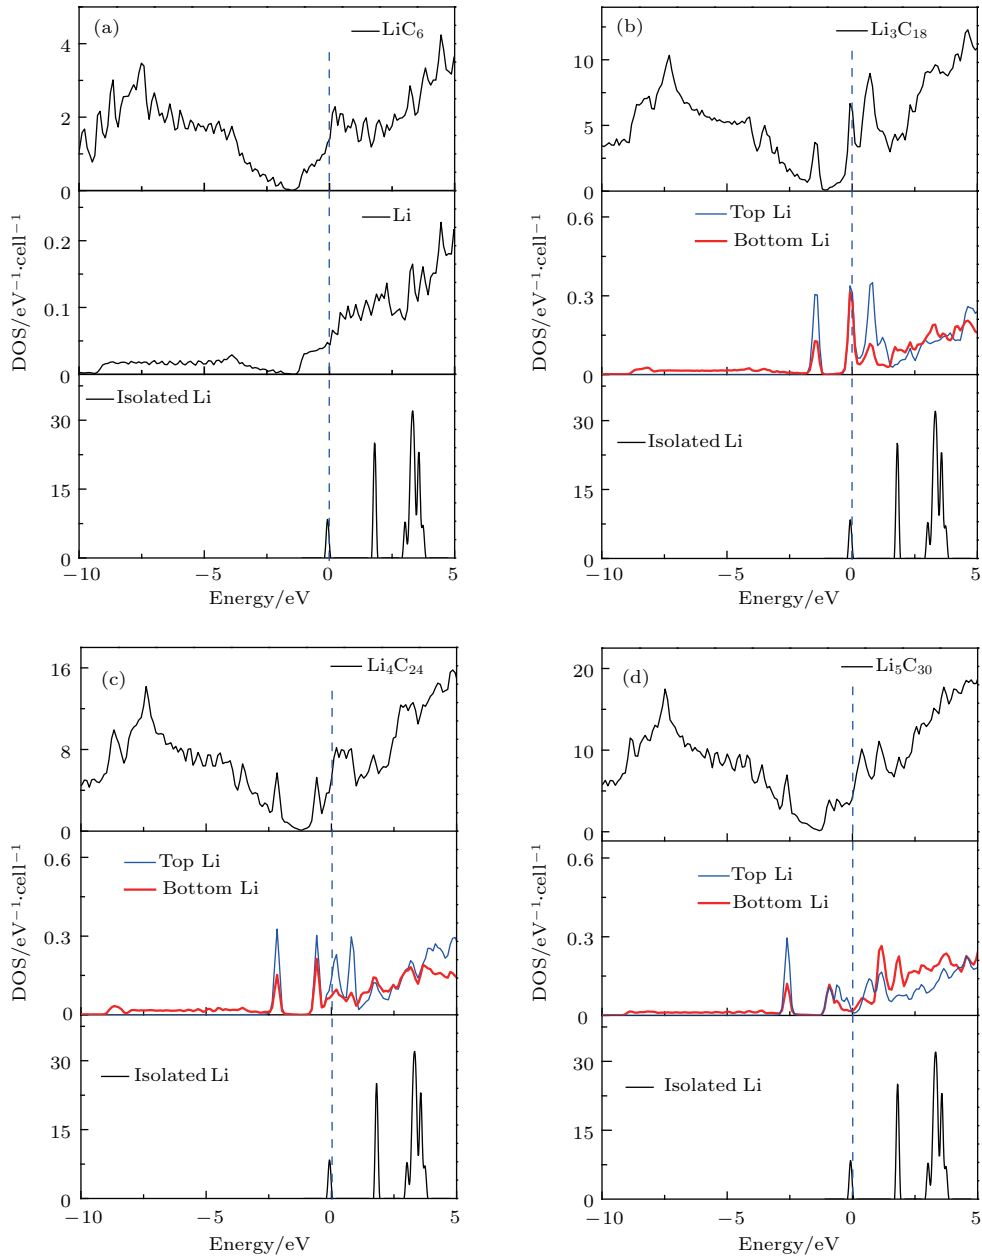 (a)
LiC6
4
2
0
Li
0.2
0.1
0
DOS/eV−1·cell−1
Isolated Li
30
15
0
−10
−5
0
5
Energy/eV
(b)
Li3C18
10
5
0
0.6
Top Li
Bottom Li
0.3
0
DOS/eV−1·cell−1
30
Isolated Li
15
0
−10
−5
0
5
Energy/eV
(c)
Li4C24
16
8
0
0.6
Top Li
Bottom Li
0.3
0
DOS/eV−1·cell−1
Isolated Li
30
15
0
−10
−5
0
5
Energy/eV
(d)
Li5C30
20
10
0
0.6
Top Li
Bottom Li
0.3
0
DOS/eV−1·cell−1
Isolated Li
30
15
0
−10
−5
0
5
Energy/eV